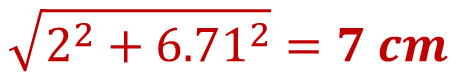 √2² + 6.71² = 7 cm